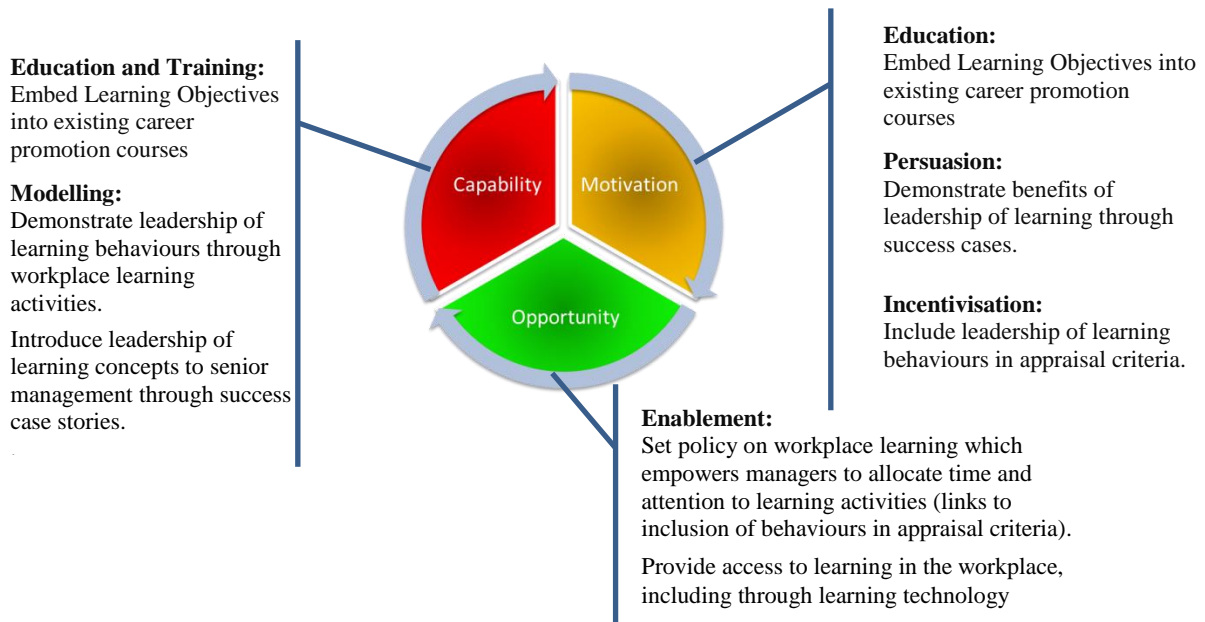 Education and Training:
Embed Learning Objectives
into existing career
promotion courses
Modelling:
Demonstrate leadership of
learning behaviours through
workplace learning
activities.
Introduce leadership of
learning concepts to senior
management through success
case stories.
Capability
Motivation
Opportunity
Education:
Embed Learning Objectives into
existing career promotion
courses
Persuasion:
Demonstrate benefits of
leadership of learning through
success cases.
Incentivisation:
Include leadership of learning
behaviours in appraisal criteria.
Enablement:
Set policy on workplace learning which
empowers managers to allocate time and
attention to learning activities (links to
inclusion of behaviours in appraisal criteria).
Provide access to learning in the workplace,
including through learning technology